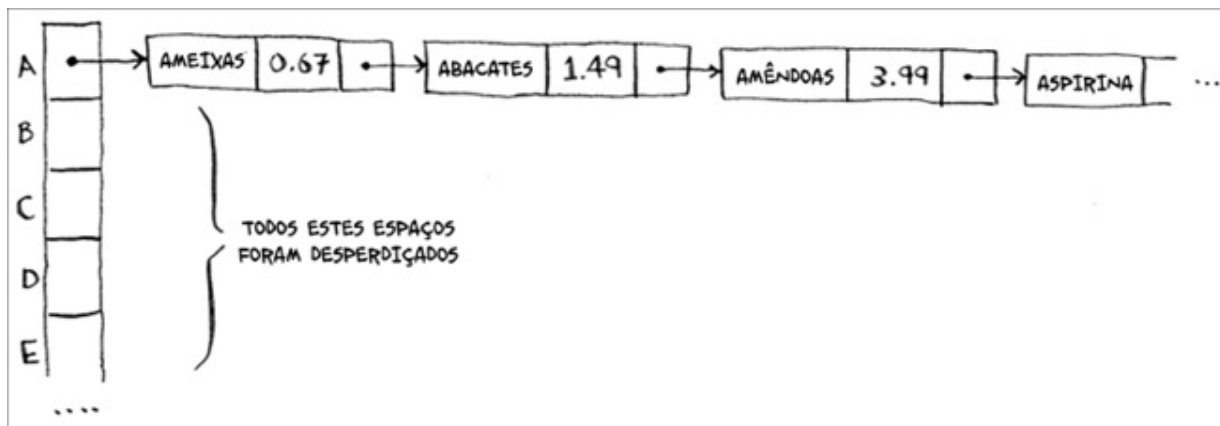 A AMEIXAS 0.67 ABACATES 1.49 AMÊNDOAS 3.99 ASPIRINA ...
B
C
TODOS ESTES ESPAÇOS
FORAM DESPERDIÇADOS
D
E
....